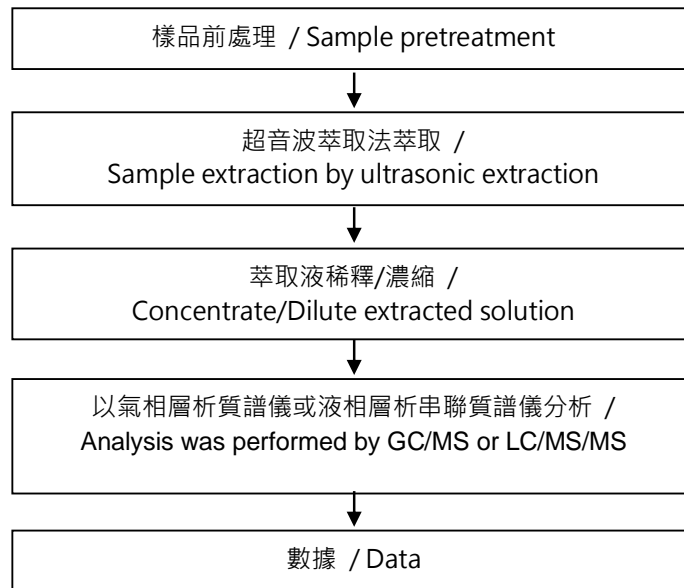 樣品前處理 / Sample pretreatment
超音波萃取法萃取 /
Sample extraction by ultrasonic extraction
萃取液稀釋/濃縮 /
Concentrate/Dilute extracted solution
以氣相層析質譜儀或液相層析串聯質譜儀分析 /
Analysis was performed by GC/MS or LC/MS/MS
數據 / Data